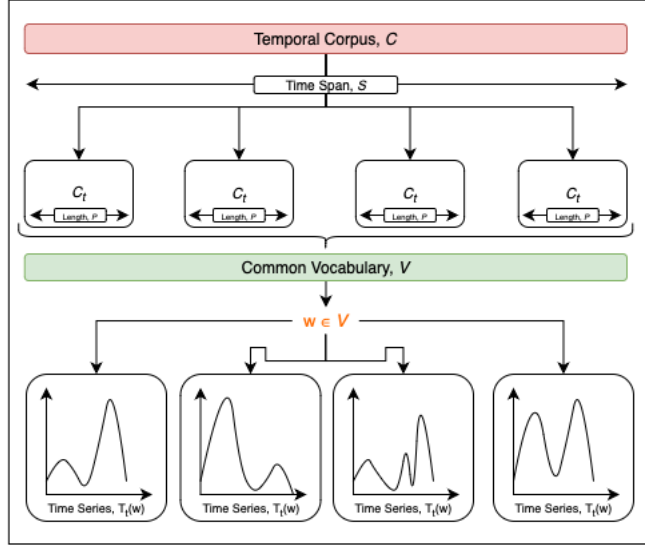 Temporal Corpus, C
Time Span, S
C_t C_t C_t C_t
Length, P Length, P Length, P Length, P
Common Vocabulary, V
w ∈ V
Time Series, T_t(w) Time Series, T_t(w) Time Series, T_t(w) Time Series, T_t(w)